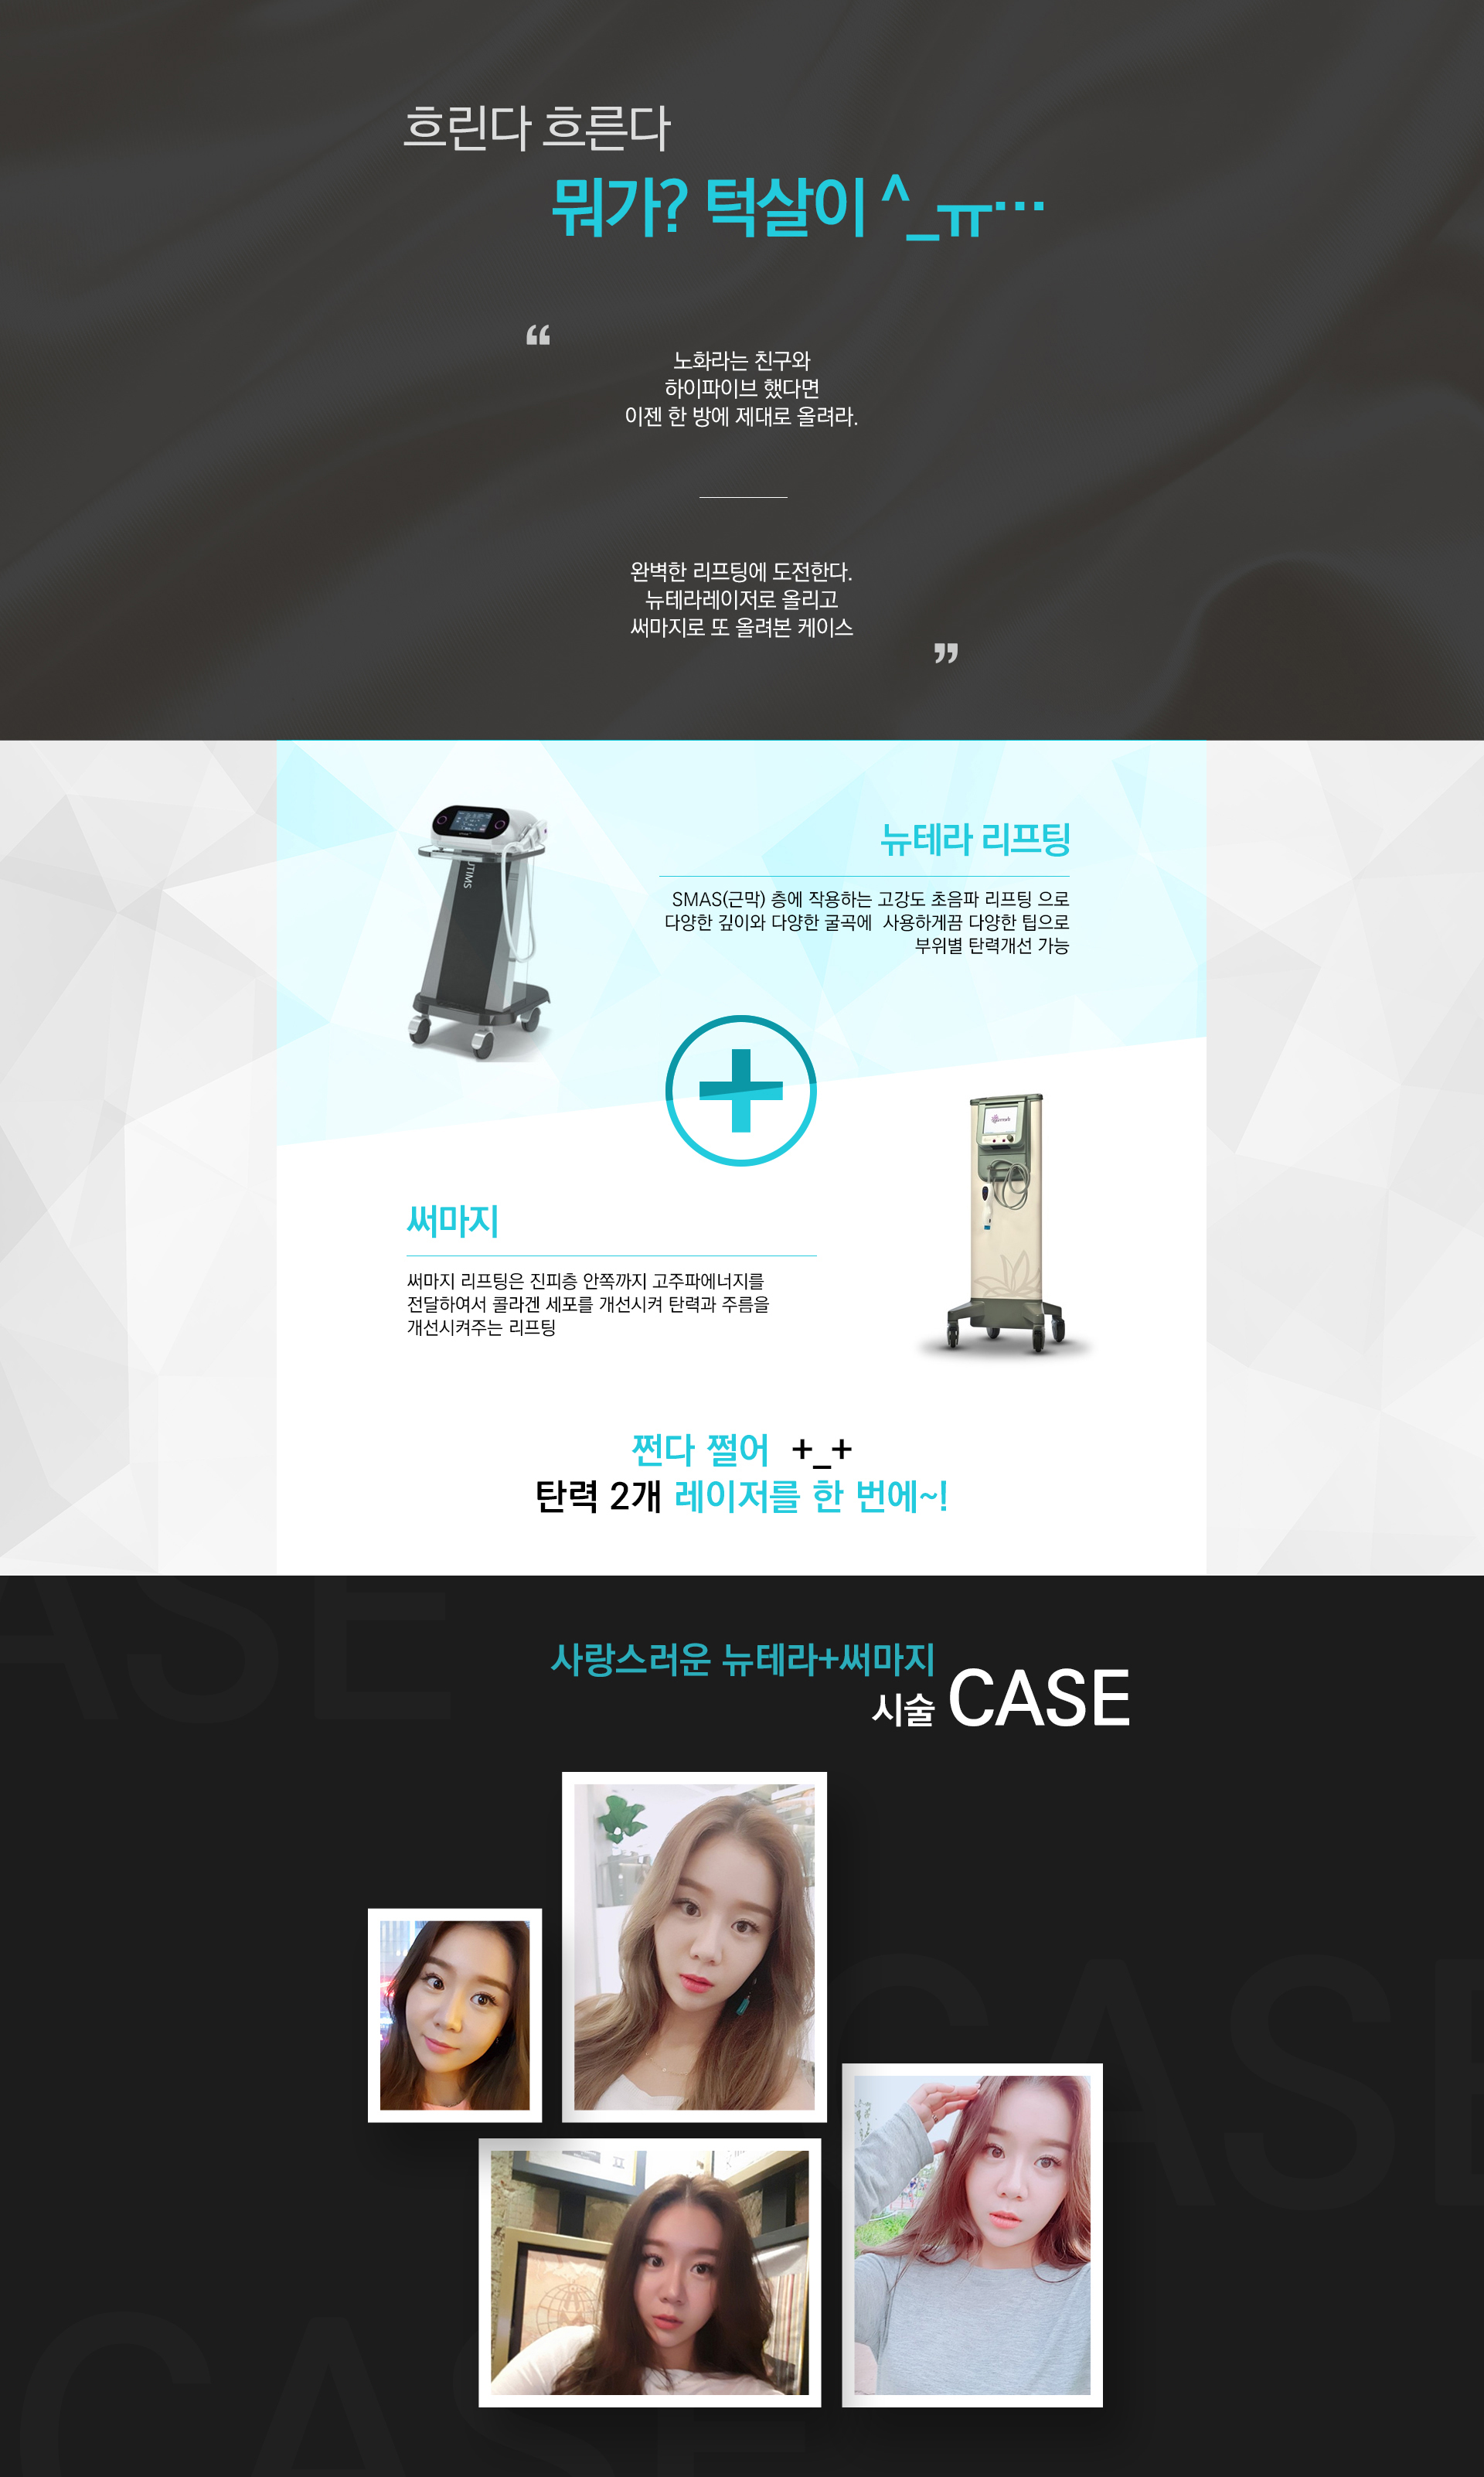 흐린다 흐른다
뭐가? 턱살이 ^_ㅠ···
“
노화라는 친구와
하이파이브 했다면
이젠 한 방에 제대로 올려라.
완벽한 리프팅에 도전한다.
뉴테라레이저로 올리고
써마지로 또 올려본 케이스
”
UTIMS
뉴테라 리프팅
SMAS(근막) 층에 작용하는 고강도 초음파 리프팅 으로
다양한 깊이와 다양한 굴곡에 사용하게끔 다양한 팁으로
부위별 탄력개선 가능
써마지
써마지 리프팅은 진피층 안쪽까지 고주파에너지를
전달하여서 콜라겐 세포를 개선시켜 탄력과 주름을
개선시켜주는 리프팅
쩐다 쩔어 +_+
탄력 2개 레이저를 한 번에~!
ASE
사랑스러운 뉴테라+써마지
시술 CASE
CASE
CASE